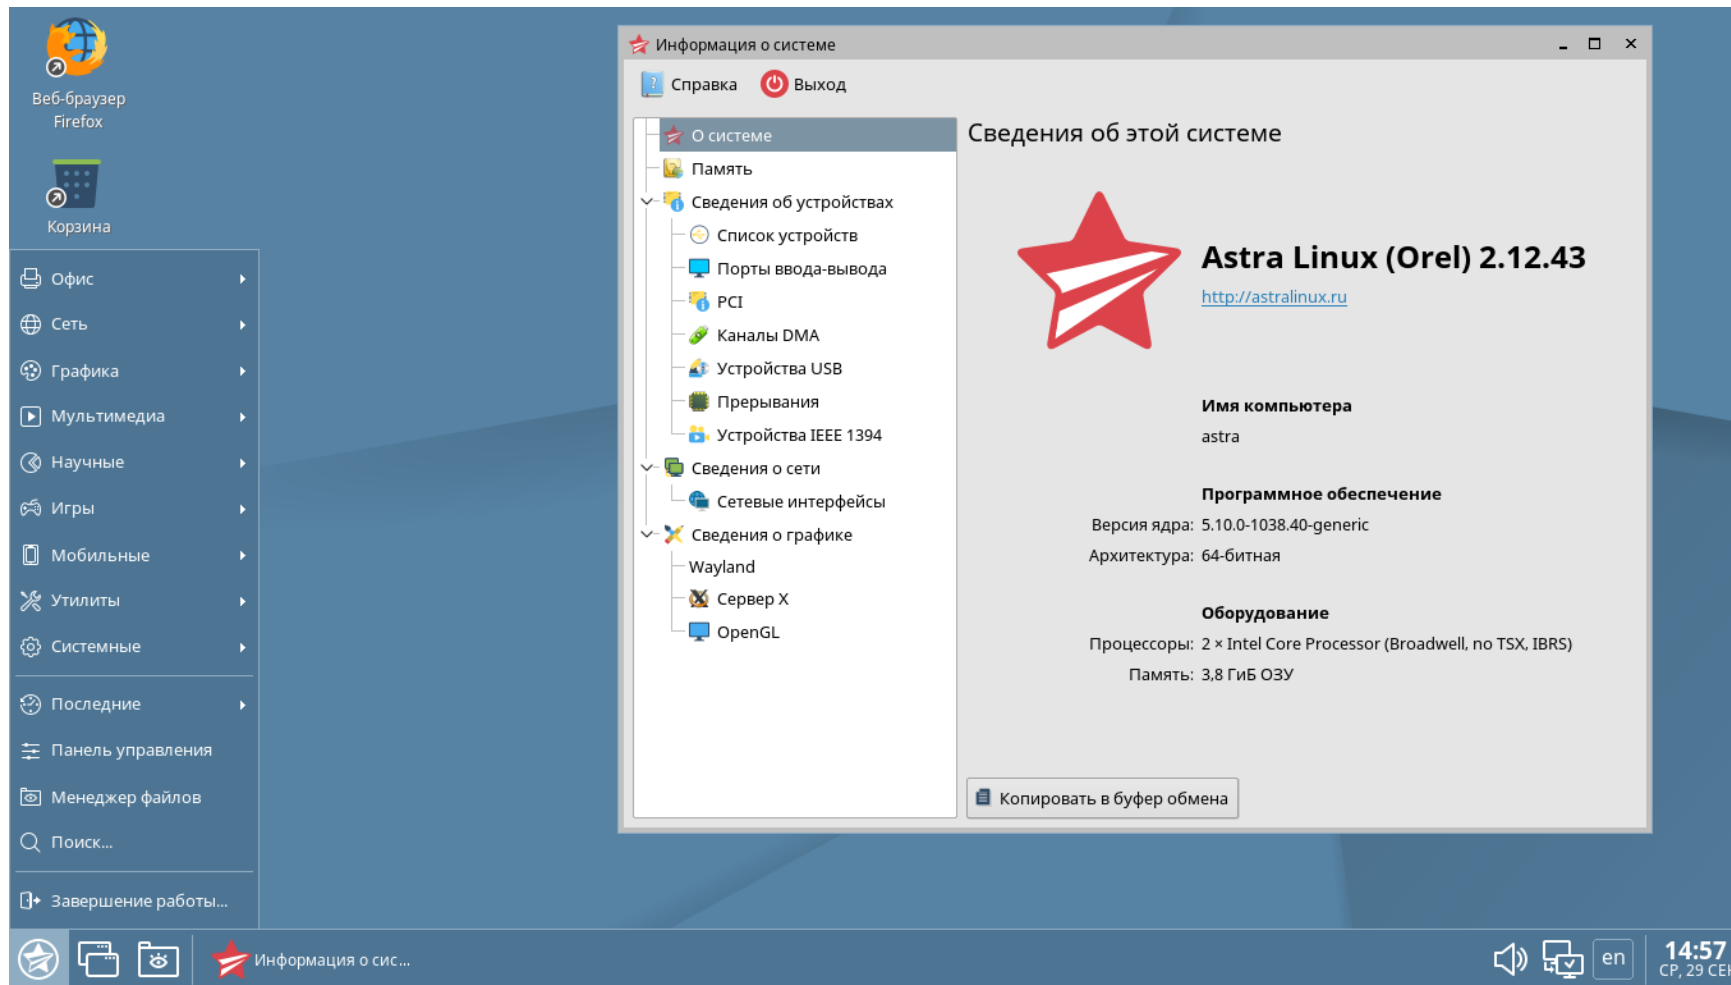 Веб-браузер
Firefox
Корзина
Офис
Сеть
Графика
Мультимедиа
Научные
Игры
Мобильные
Утилиты
Системные
Последние
Панель управления
Менеджер файлов
Поиск...
Завершение работы...
Информация о системе
Справка
Выход
О системе
Память
Сведения об устройствах
Список устройств
Порты ввода-вывода
PCI
Каналы DMA
Устройства USB
Прерывания
Устройства IEEE 1394
Сведения о сети
Сетевые интерфейсы
Сведения о графике
Wayland
Сервер X
OpenGL
Сведения об этой системе
Astra Linux (Orel) 2.12.43
http://astralinux.ru
Имя компьютера
astra
Программное обеспечение
Версия ядра: 5.10.0-1038.40-generic
Архитектура: 64-битная
Оборудование
Процессоры: 2 × Intel Core Processor (Broadwell, no TSX, IBRS)
Память: 3,8 ГиБ ОЗУ
Копировать в буфер обмена
Информация о сис...
en
14:57
СР, 29